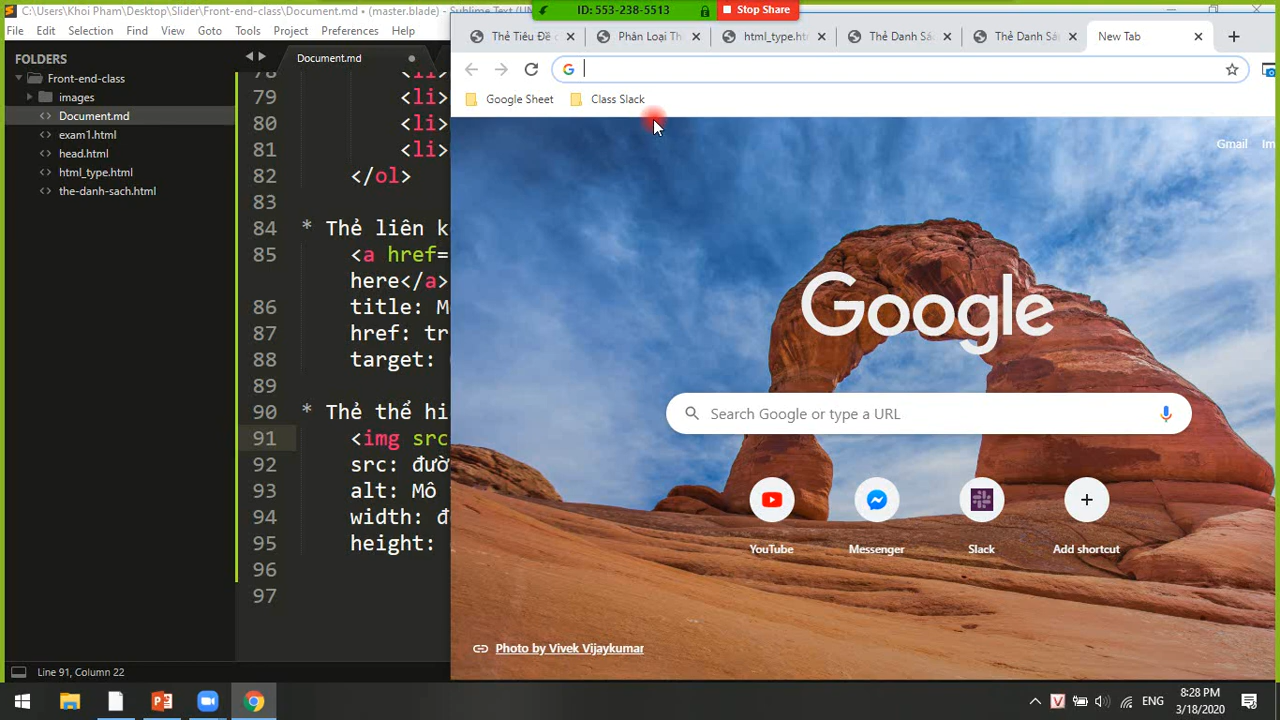 C:\Users\Khoi Pham\Desktop\Slider\Front-end-class\Document.md • (master.blade) - Sublime Text (UN
ID: 553-238-5513
Stop Share
File Edit Selection Find View Goto Tools Project Preferences Help
Thẻ Tiêu Đề c
Phân Loại Th
html_type.ht
Thẻ Danh Sá
Thẻ Danh Sá
New Tab
FOLDERS
Front-end-class
images
Document.md
exam1.html
head.html
html_type.html
the-danh-sach.html
Document.md
Google Sheet
Class Slack
78 <li>
79 <li>
80 <li>
81 <li>
82 </ol>
83
84 * Thẻ liên k
85 <a href=
here</a>
86 title: M
87 href: tr
88 target:
89
90 * Thẻ thể hi
91 <img src
92 src: đườ
93 alt: Mô
94 width: đ
95 height:
96
97
Gmail Im
Google
Search Google or type a URL
YouTube
Messenger
Slack
Add shortcut
Photo by Vivek Vijaykumar
Line 91, Column 22
ENG
8:28 PM
3/18/2020